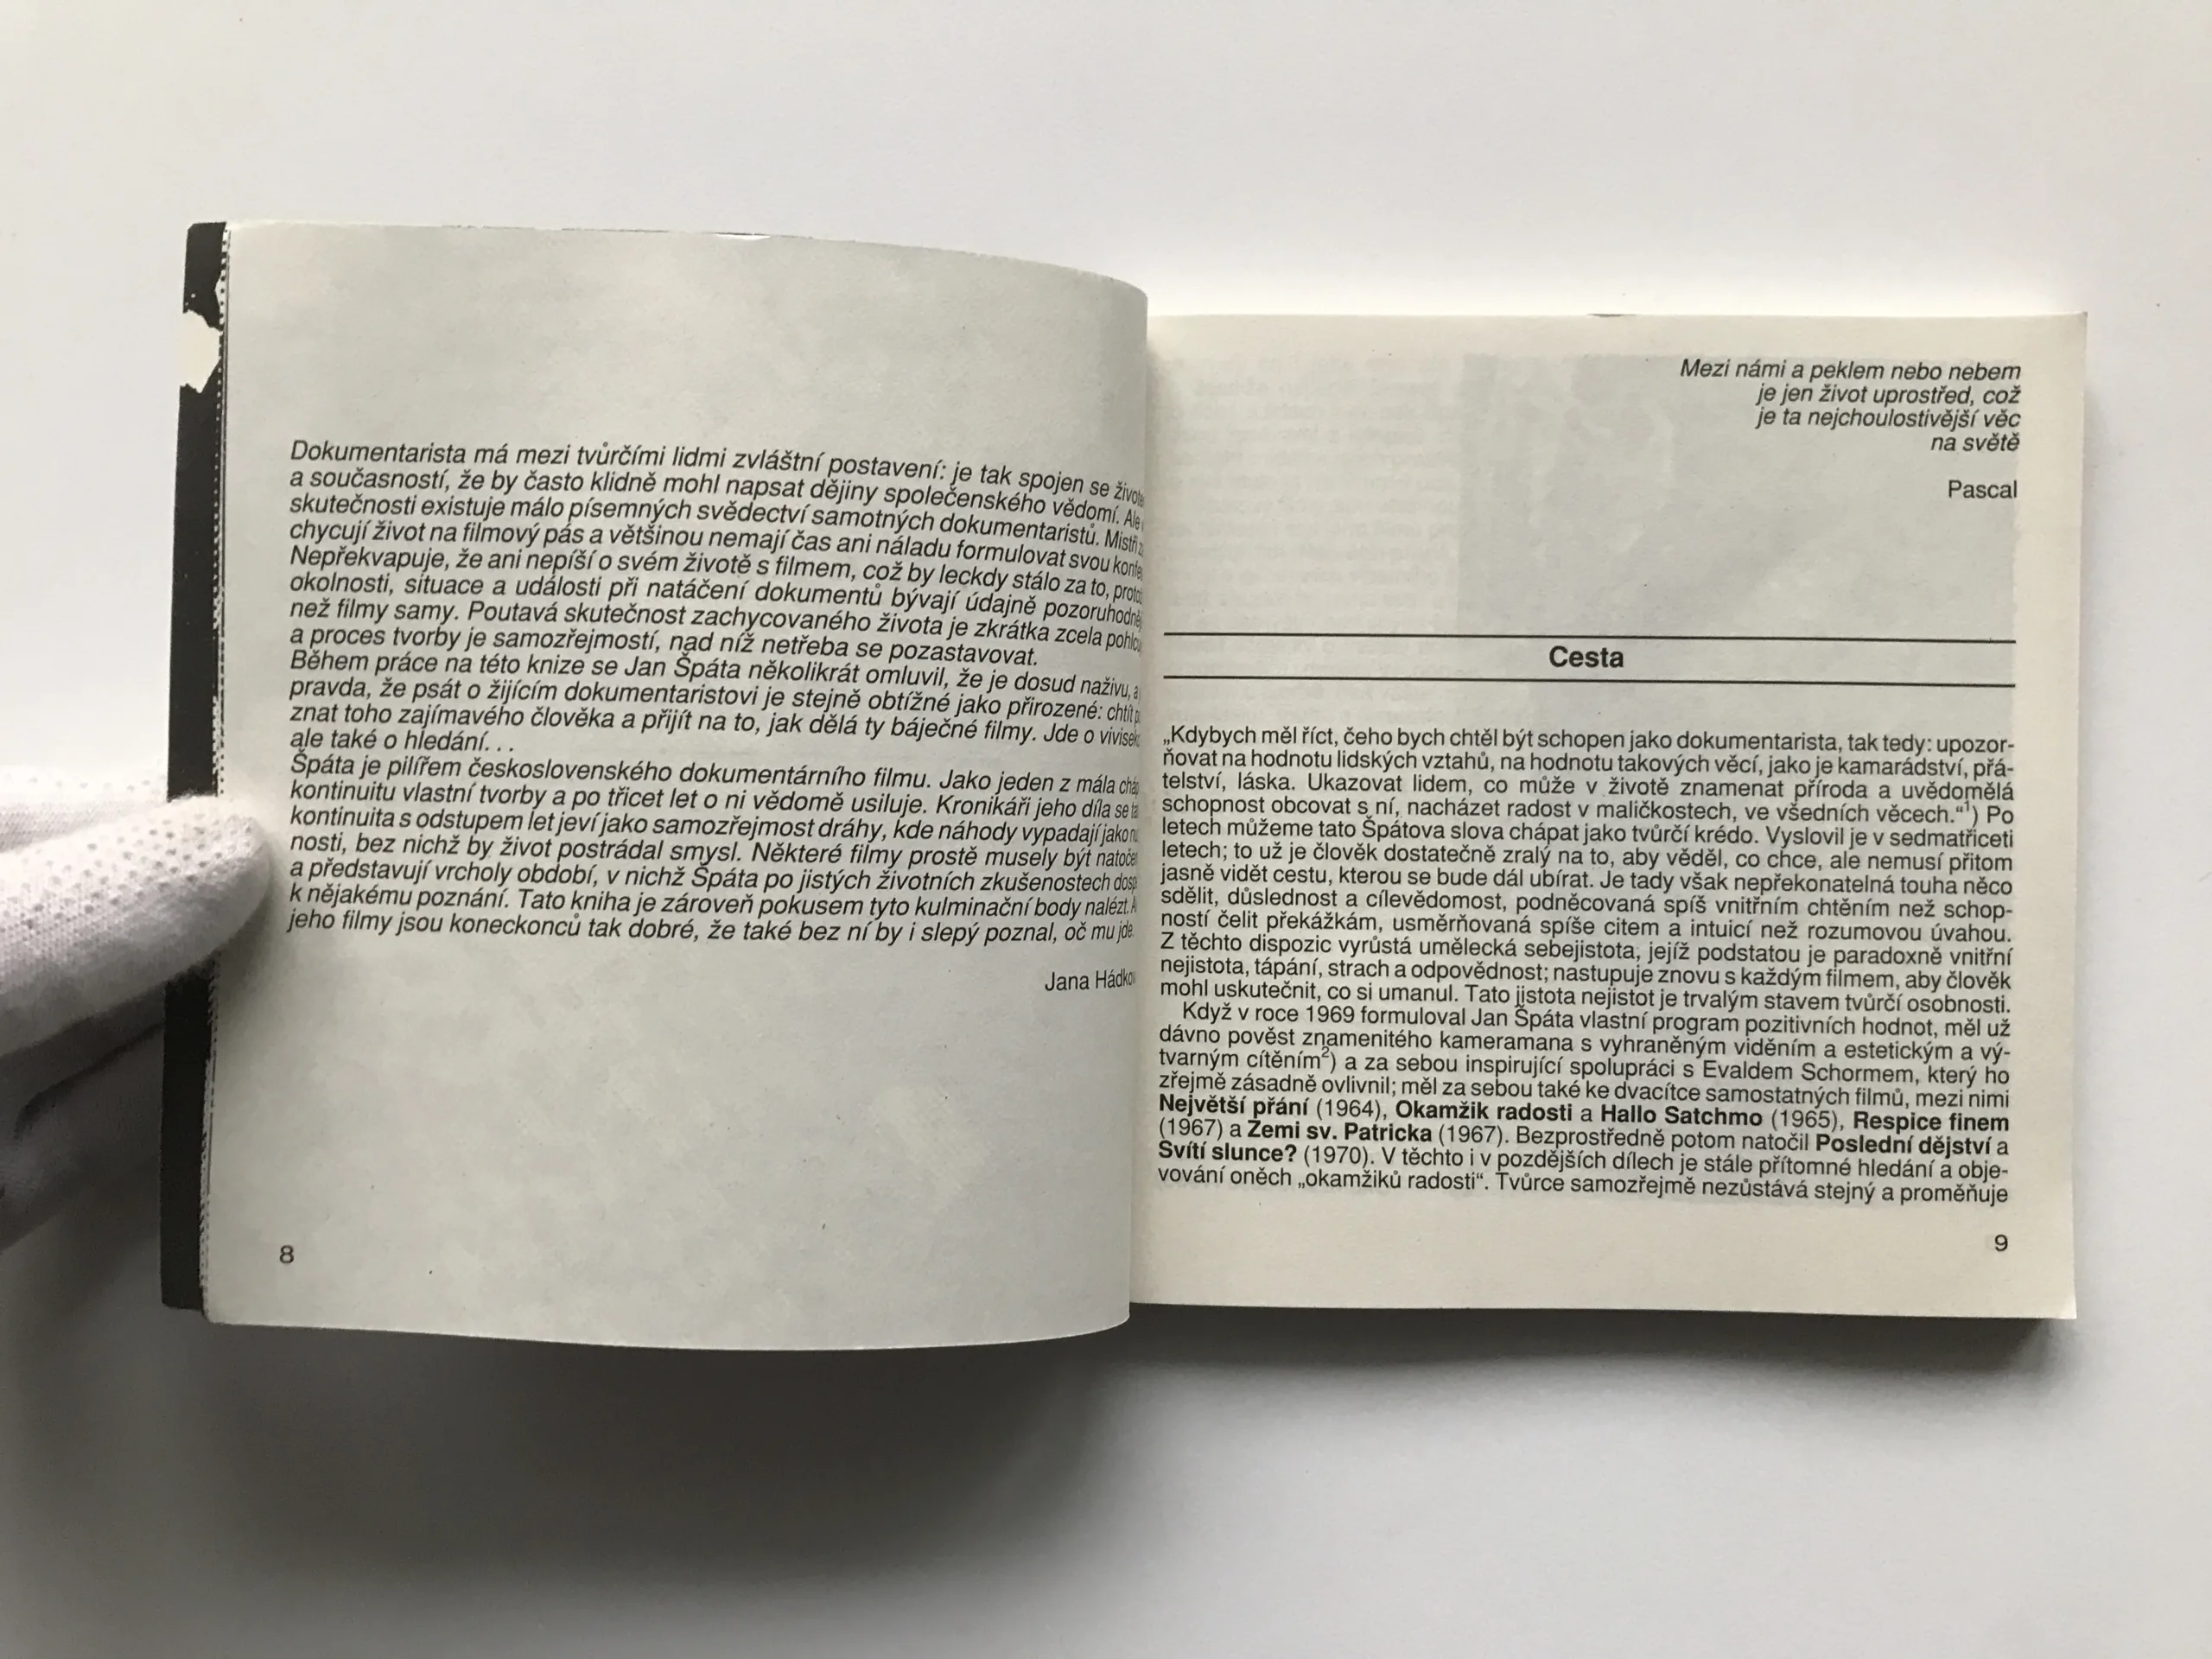 Dokumentarista má mezi tvůrčími lidmi zvláštní postavení: je tak spojen se
a současností, že by často klidně mohl napsat dějiny společenského vědomí. Ale
skutečnosti existuje málo písemných svědectví samotných dokumentaristů. Mistři
chycují život na filmový pás a většinou nemají čas ani náladu formulovat svou
Nepřekvapuje, že ani nepíší o svém životě s filmem, což by leckdy stálo za to,
okolnosti, situace a události při natáčení dokumentů bývají údajně
než filmy samy. Poutavá skutečnost zachycovaného života je zkrátka zcela
a proces tvorby je samozřejmostí, nad níž netřeba se pozastavovat.
Během práce na této knize se Jan Špáta několikrát omluvil, že je dosud naživu,
pravda, že psát o žijícím dokumentaristovi je stejně obtížné jako přirozené: chtít
znat toho zajímavého člověka a přijít na to, jak dělá ty báječné filmy. Jde o
ale také o hledání...
Špáta je pilířem československého dokumentárního filmu. Jako jeden z mála
kontinuitu vlastní tvorby a po třicet let o ni vědomě usiluje. Kronikáři jeho díla se
kontinuita s odstupem let jeví jako samozřejmost dráhy, kde náhody vypadají jako
nosti, bez nichž by život postrádal smysl. Některé filmy prostě musely být
a představují vrcholy období, v nichž Špáta po jistých životních zkušenostech
k nějakému poznání. Tato kniha je zároveň pokusem tyto kulminační body nalézt.
jeho filmy jsou koneckonců tak dobré, že také bez ní by i slepý poznal, oč mu jde.
Jana
8
Mezi námi a peklem nebo nebem
je jen život uprostřed, což
je ta nejchoulostivější věc
na světě
Pascal
Cesta
„Kdybych měl říct, čeho bych chtěl být schopen jako dokumentarista, tak tedy: upozor-
ňovat na hodnotu lidských vztahů, na hodnotu takových věcí, jako je kamarádství, přá-
telství, láska. Ukazovat lidem, co může v životě znamenat příroda a uvědomělá
schopnost obcovat s ní, nacházet radost v maličkostech, ve všedních věcech.“¹) Po
letech můžeme tato Špátova slova chápat jako tvůrčí krédo. Vyslovil je v sedmatřiceti
letech; to už je člověk dostatečně zralý na to, aby věděl, co chce, ale nemusí přitom
jasně vidět cestu, kterou se bude dál ubírat. Je tady však nepřekonatelná touha něco
sdělit, důslednost a cílevědomost, podněcovaná spíš vnitřním chtěním než schop-
ností čelit překážkám, usměrňovaná spíše citem a intuicí než rozumovou úvahou.
Z těchto dispozic vyrůstá umělecká sebejistota, jejíž podstatou je paradoxně vnitřní
nejistota, tápání, strach a odpovědnost; nastupuje znovu s každým filmem, aby člověk
mohl uskutečnit, co si umanul. Tato jistota nejistot je trvalým stavem tvůrčí osobnosti.
Když v roce 1969 formuloval Jan Špáta vlastní program pozitivních hodnot, měl už
dávno pověst znamenitého kameramana s vyhraněným viděním a estetickým a vý-
tvarným cítěním²) a za sebou inspirující spolupráci s Evaldem Schormem, který ho
zřejmě zásadně ovlivnil; měl za sebou také ke dvacítce samostatných filmů, mezi nimi
Největší přání (1964), Okamžik radosti a Hallo Satchmo (1965), Respice finem
(1967) a Zemi sv. Patricka (1967). Bezprostředně potom natočil Poslední dějství a
Svítí slunce? (1970). V těchto i v pozdějších dílech je stále přítomné hledání a obje-
vování oněch „okamžiků radosti“. Tvůrce samozřejmě nezůstává stejný a proměňuje
9